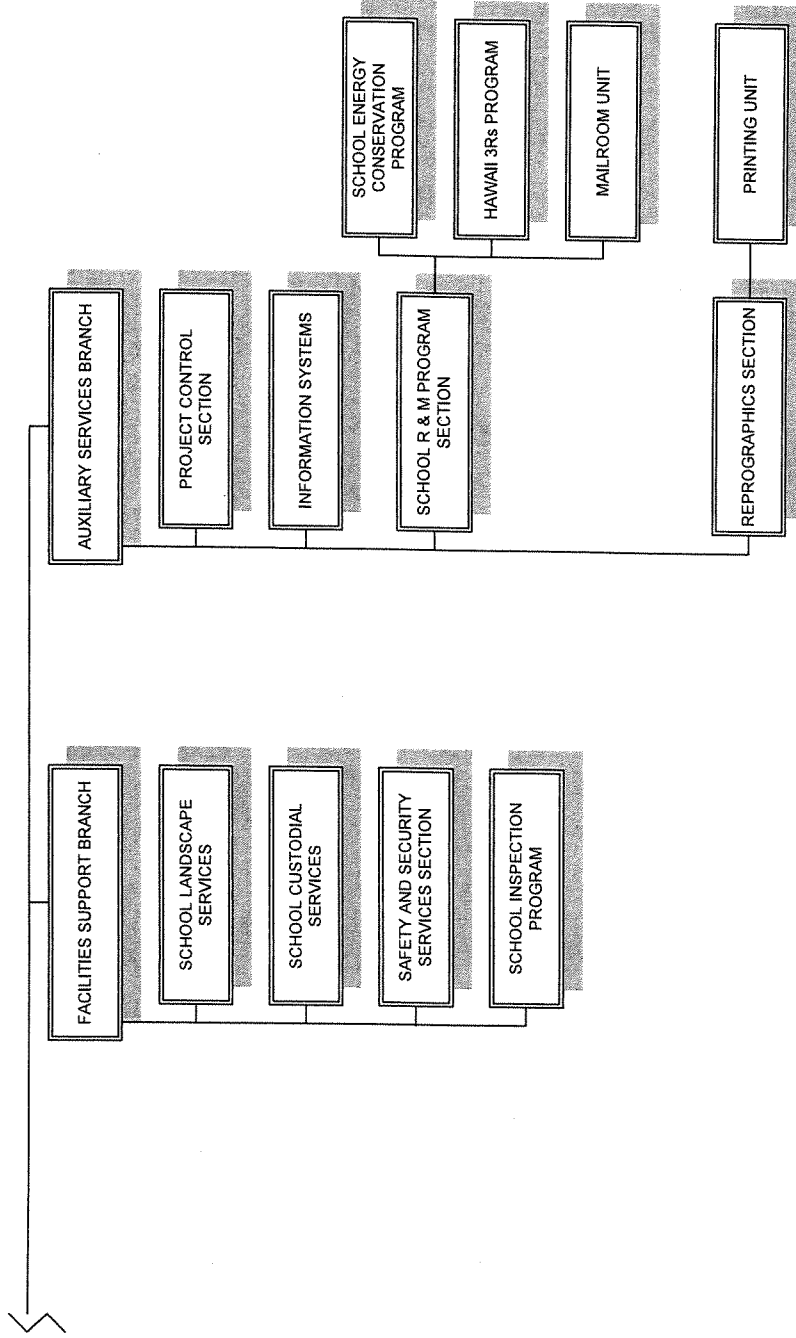 FACILITIES SUPPORT BRANCH
SCHOOL LANDSCAPE
SERVICES
SCHOOL CUSTODIAL
SERVICES
SAFETY AND SECURITY
SERVICES SECTION
SCHOOL INSPECTION
PROGRAM
AUXILIARY SERVICES BRANCH
PROJECT CONTROL
SECTION
INFORMATION SYSTEMS
SCHOOL R & M PROGRAM
SECTION
SCHOOL ENERGY
CONSERVATION
PROGRAM
HAWAII 3Rs PROGRAM
MAILROOM UNIT
REPROGRAPHICS SECTION
PRINTING UNIT